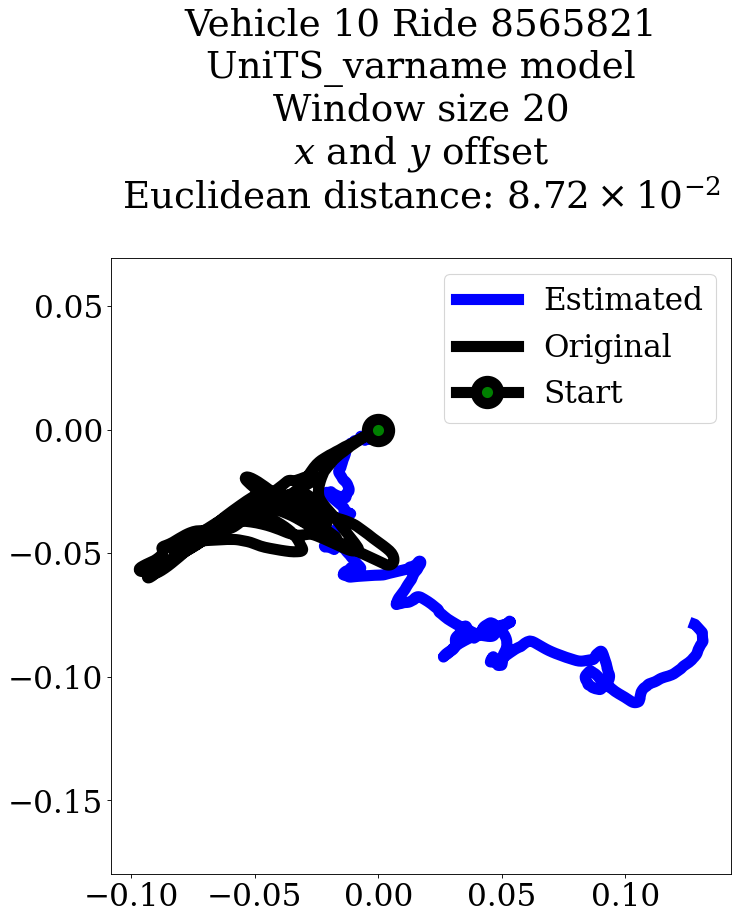 Vehicle 10 Ride 8565821
UniTS_varname model
Window size 20
x and y offset
Euclidean distance: 8.72 × 10⁻²
Estimated
Original
Start
0.05
0.00
−0.05
−0.10
−0.15
−0.10 −0.05 0.00 0.05 0.10